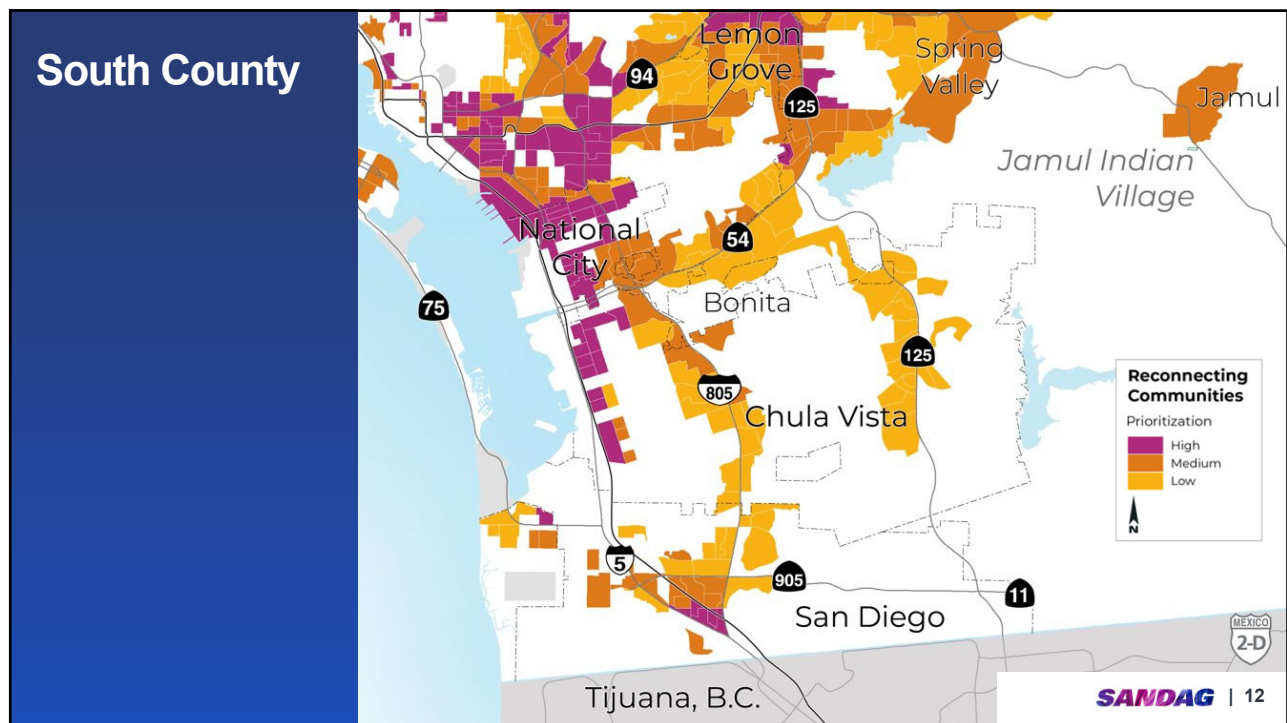 South County
Lemon
Grove
Spring
Valley
94
125
Jamul
Jamul Indian
Village
National
City
54
75
Bonita
125
805
Chula Vista
Reconnecting
Communities
Prioritization
High
Medium
Low
N
5
905
11
San Diego
MEXICO
2-D
Tijuana, B.C.
SANDAG | 12